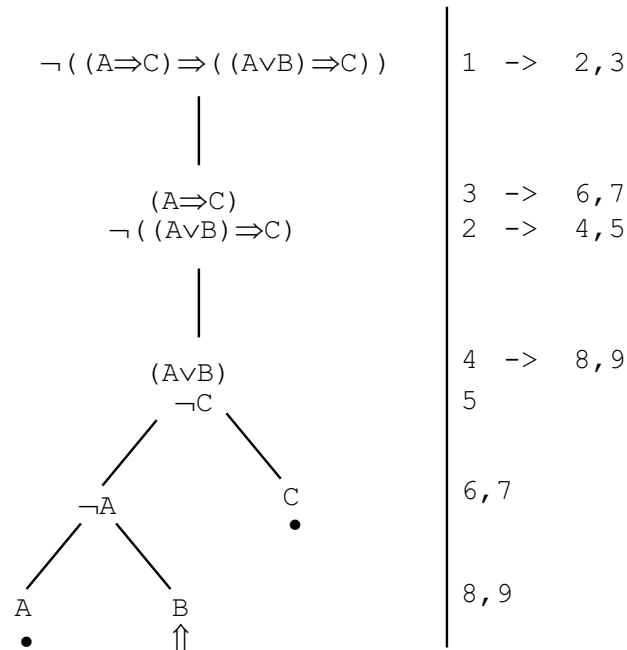 ¬((A⇒C)⇒((A∨B)⇒C)) 1 -> 2,3
(A⇒C) 3 -> 6,7
¬((A∨B)⇒C) 2 -> 4,5
(A∨B) 4 -> 8,9
¬C 5
¬A C 6,7
• 
A B 8,9
• ⇑